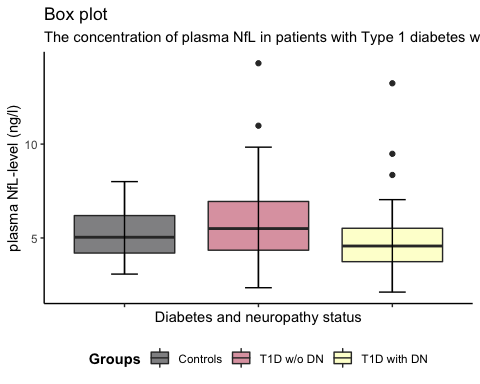 Box plot
The concentration of plasma NfL in patients with Type 1 diabetes w
plasma NfL-level (ng/l)
10
5
Diabetes and neuropathy status
Groups Controls T1D w/o DN T1D with DN